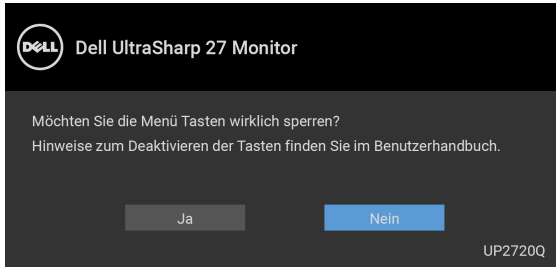 DELL
Dell UltraSharp 27 Monitor
Möchten Sie die Menü Tasten wirklich sperren?
Hinweise zum Deaktivieren der Tasten finden Sie im Benutzerhandbuch.
Ja
Nein
UP2720Q